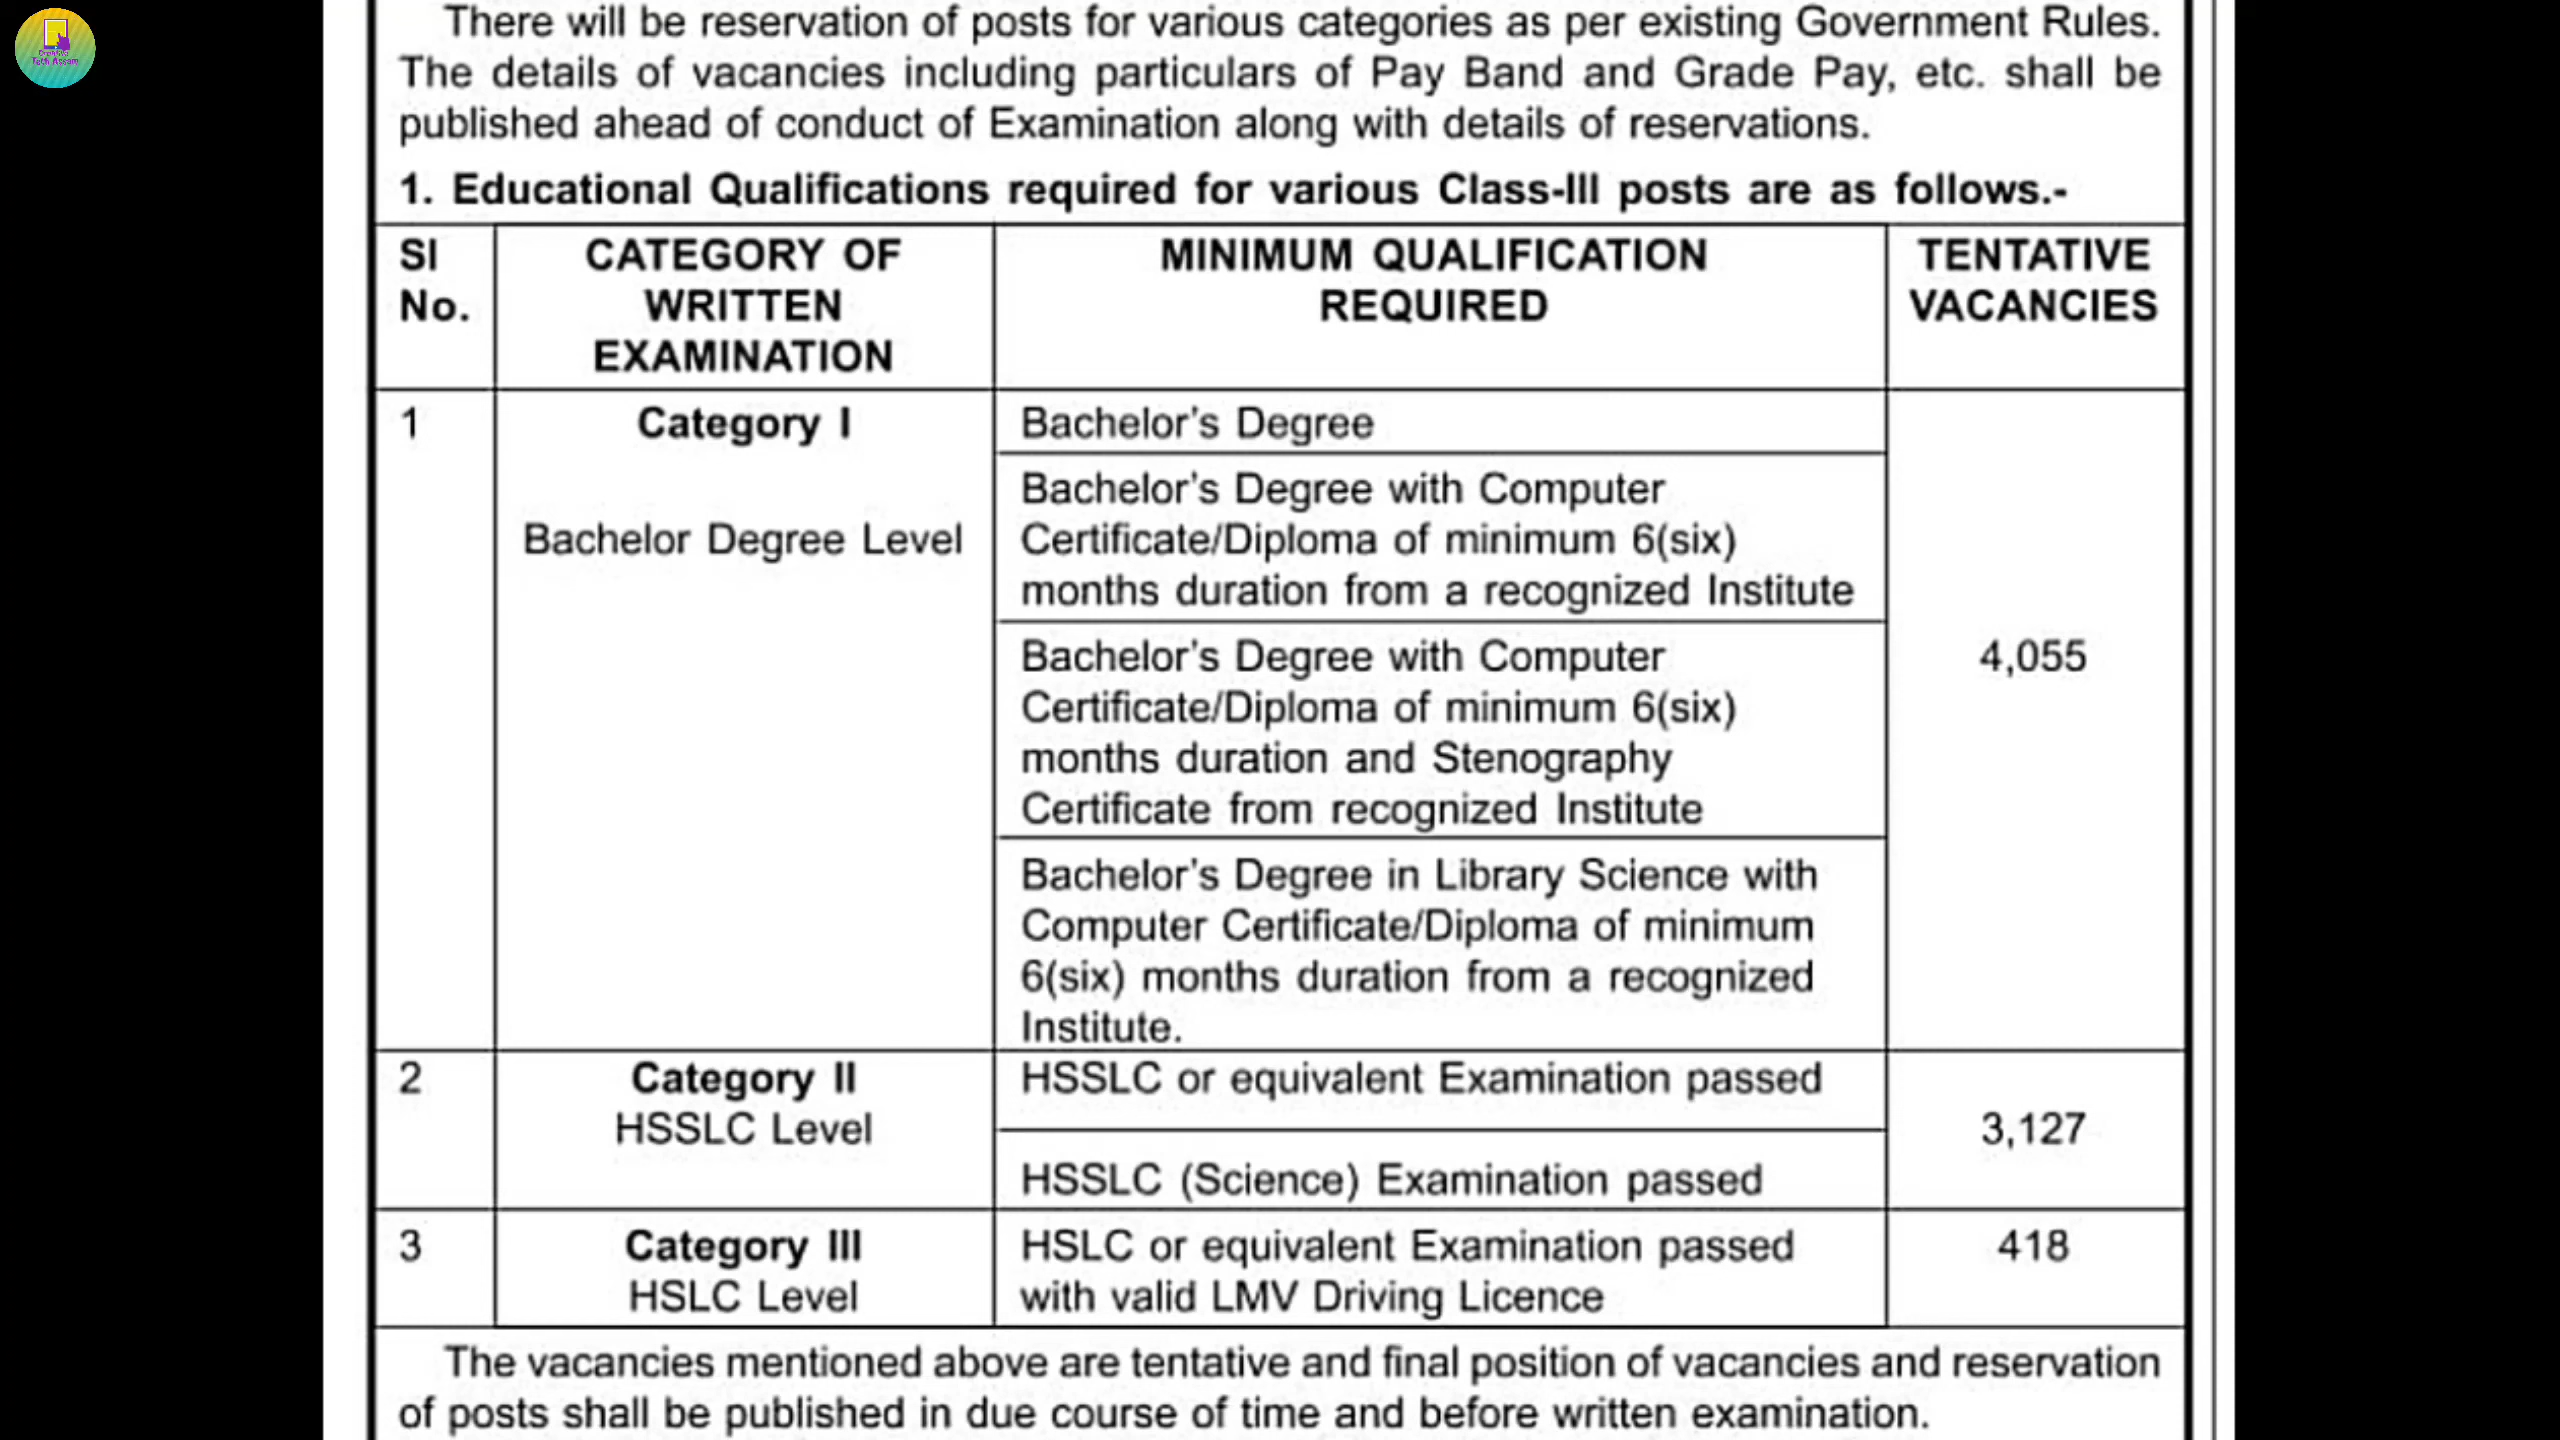 Tech Assam
There will be reservation of posts for various categories as per existing Government Rules.
The details of vacancies including particulars of Pay Band and Grade Pay, etc. shall be
published ahead of conduct of Examination along with details of reservations.
1. Educational Qualifications required for various Class-III posts are as follows.-
Sl
No.
CATEGORY OF
WRITTEN
EXAMINATION
MINIMUM QUALIFICATION
REQUIRED
TENTATIVE
VACANCIES
1
Category I
Bachelor Degree Level
Bachelor's Degree
Bachelor's Degree with Computer
Certificate/Diploma of minimum 6(six)
months duration from a recognized Institute
Bachelor's Degree with Computer
Certificate/Diploma of minimum 6(six)
months duration and Stenography
Certificate from recognized Institute
Bachelor's Degree in Library Science with
Computer Certificate/Diploma of minimum
6(six) months duration from a recognized
Institute.
4,055
2
Category II
HSSLC Level
HSSLC or equivalent Examination passed
HSSLC (Science) Examination passed
3,127
3
Category III
HSLC Level
HSLC or equivalent Examination passed
with valid LMV Driving Licence
418
The vacancies mentioned above are tentative and final position of vacancies and reservation
of posts shall be published in due course of time and before written examination.